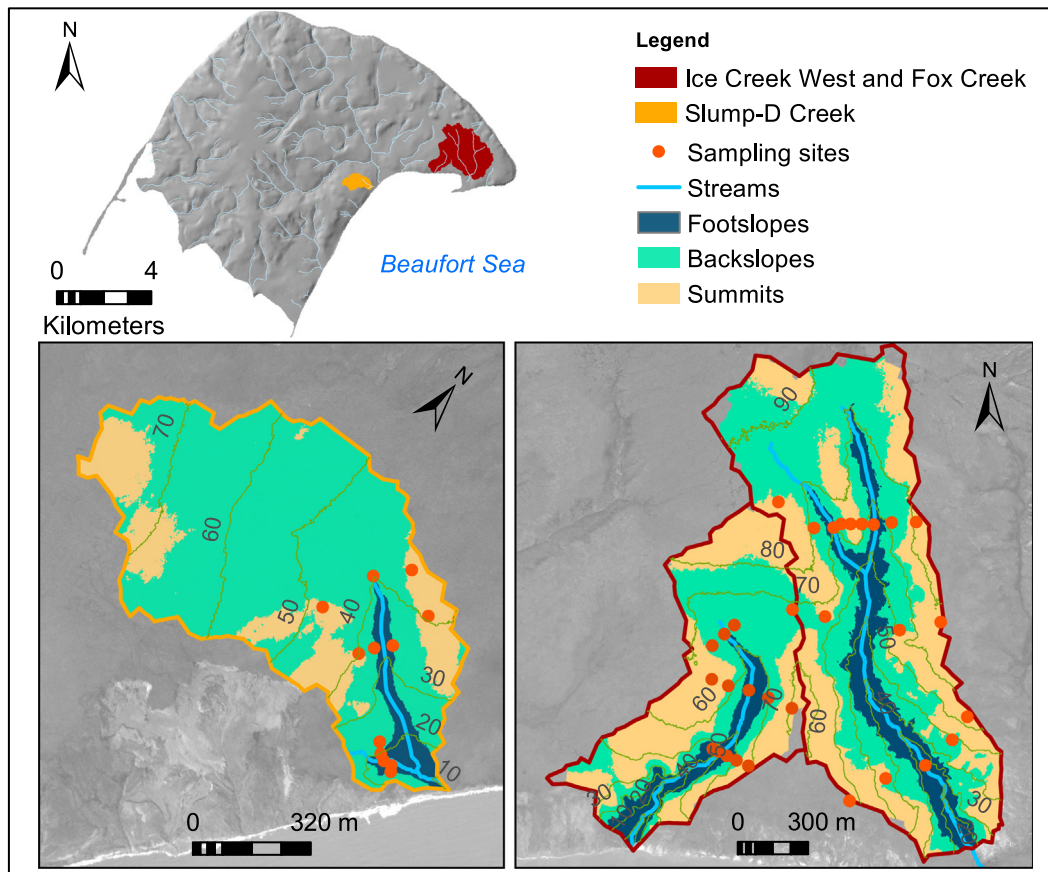 N
0 4
Kilometers
Beaufort Sea
Legend
Ice Creek West and Fox Creek
Slump-D Creek
Sampling sites
Streams
Footslopes
Backslopes
Summits
N
70
60
50
40
30
20
10
0 320 m
N
90
80
70
50
60
70
60
40
30
30
0 300 m